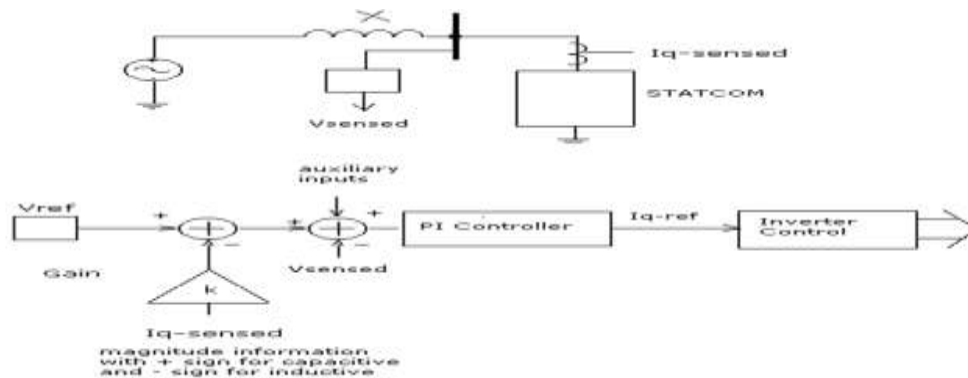 X
Iq-sensed
STATCOM
Vsensed
auxiliary
inputs
Vref
+
-
+
+
-
PI Controller
Iq-ref
Inverter
Control
Gain
k
Vsensed
Iq-sensed
magnitude information
with + sign for capacitive
and - sign for inductive